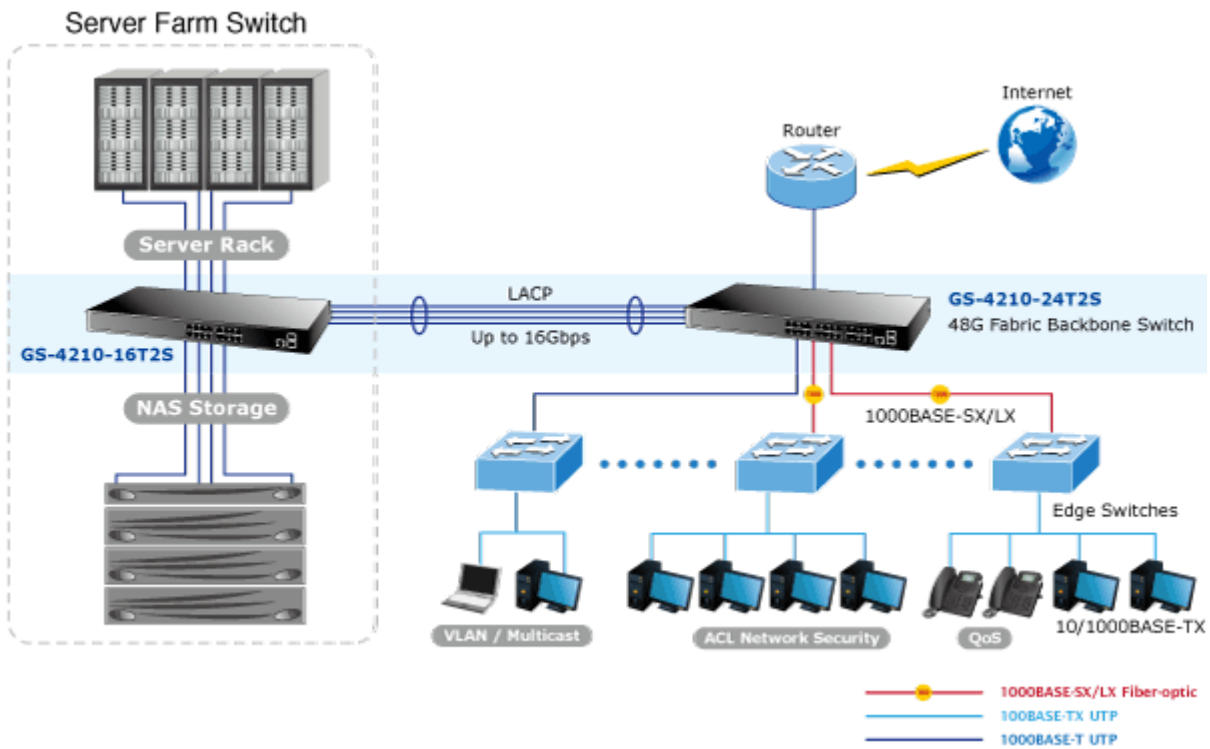 Server Farm Switch
Internet
Router
Server Rack
LACP
GS-4210-24T2S
48G Fabric Backbone Switch
Up to 16Gbps
GS-4210-16T2S
NAS Storage
1000BASE-SX/LX
Edge Switches
VLAN / Multicast
ACL Network Security
QoS
10/1000BASE-TX
1000BASE-SX/LX Fiber-optic
100BASE-TX UTP
1000BASE-T UTP